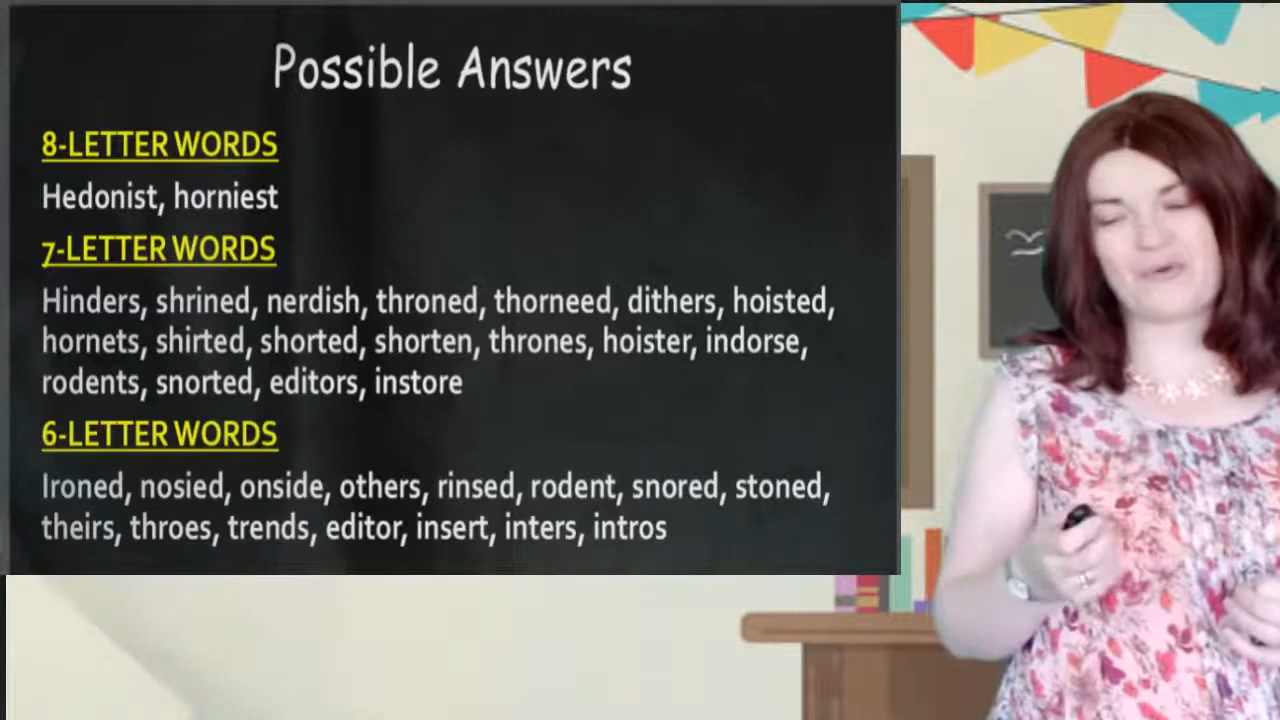 Possible Answers
8-LETTER WORDS
Hedonist, horniest
7-LETTER WORDS
Hinders, shrined, nerdish, throned, thorneed, dithers, hoisted,
hornets, shirted, shorted, shorten, thrones, hoister, indorse,
rodents, snorted, editors, instore
6-LETTER WORDS
Ironed, nosied, onside, others, rinsed, rodent, snored, stoned,
theirs, throes, trends, editor, insert, inters, intros